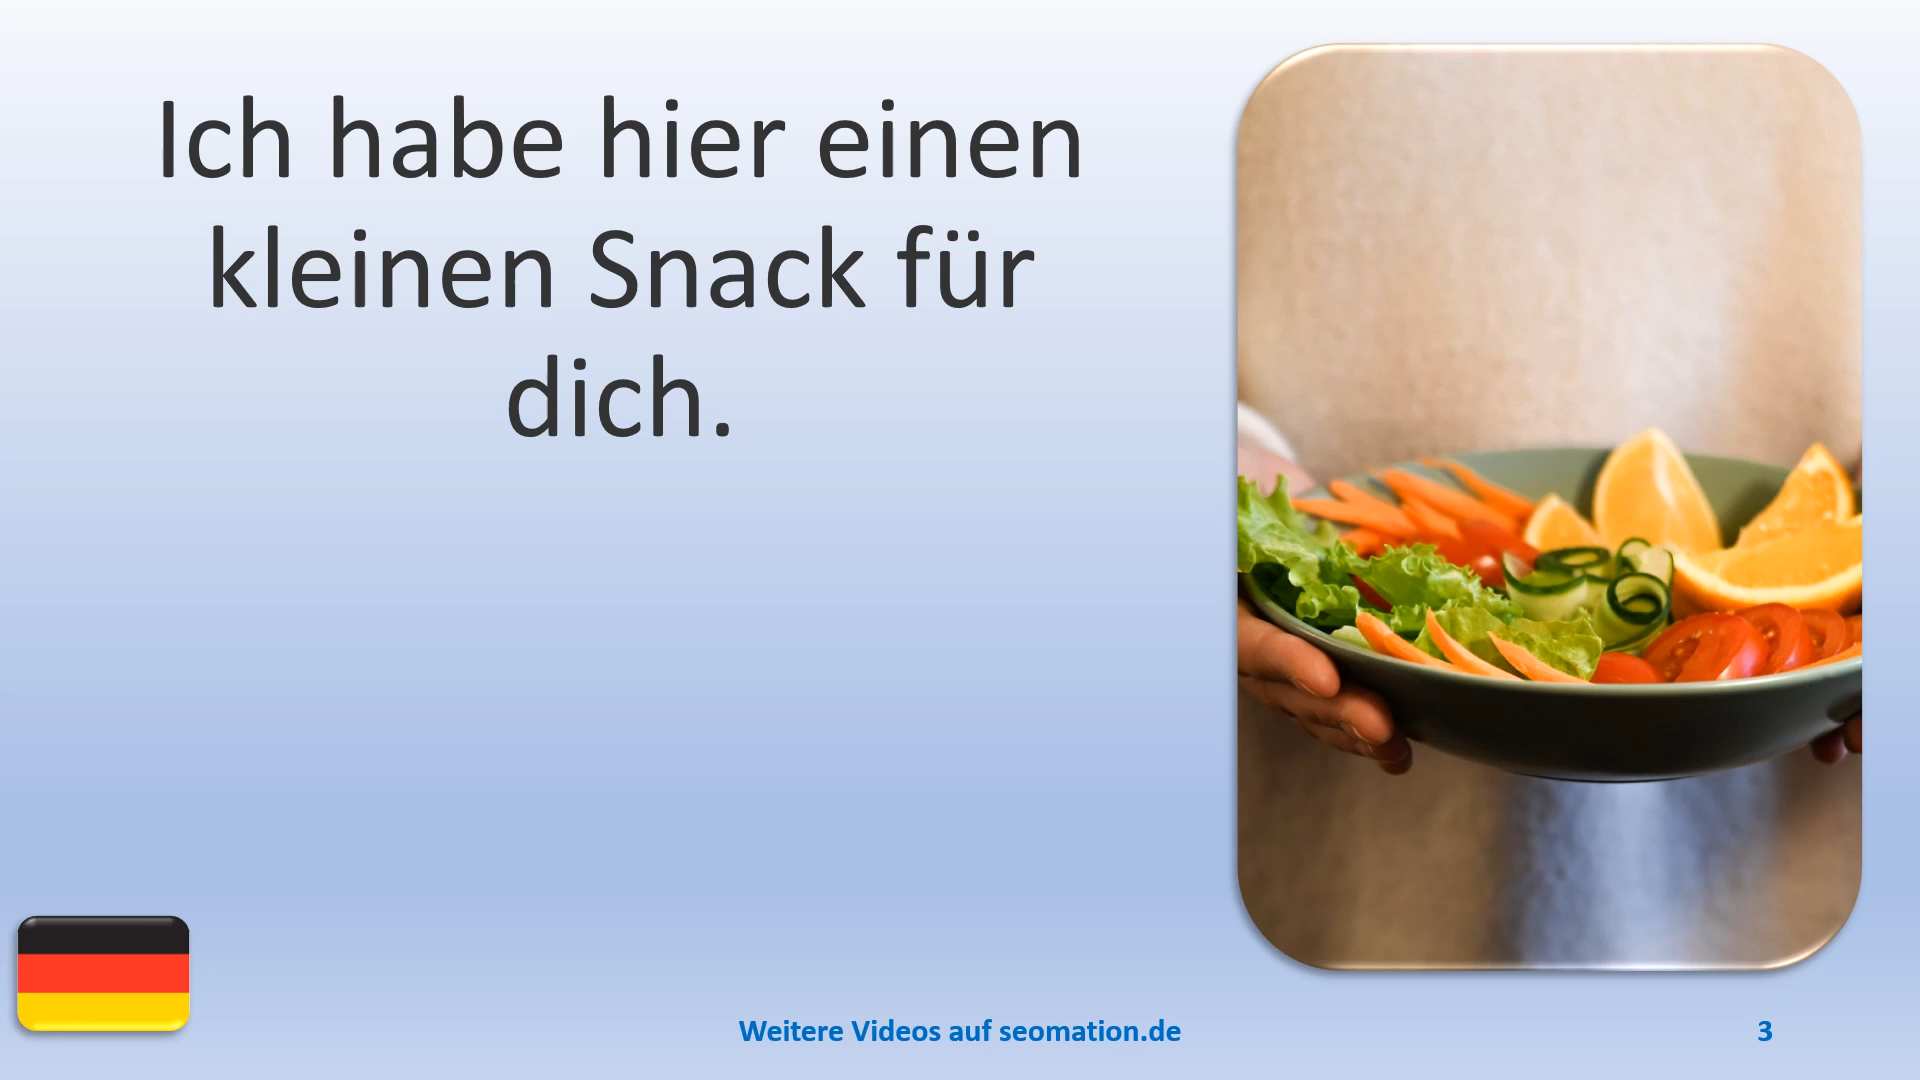 Ich habe hier einen
kleinen Snack für
dich.
Weitere Videos auf seomation.de
3